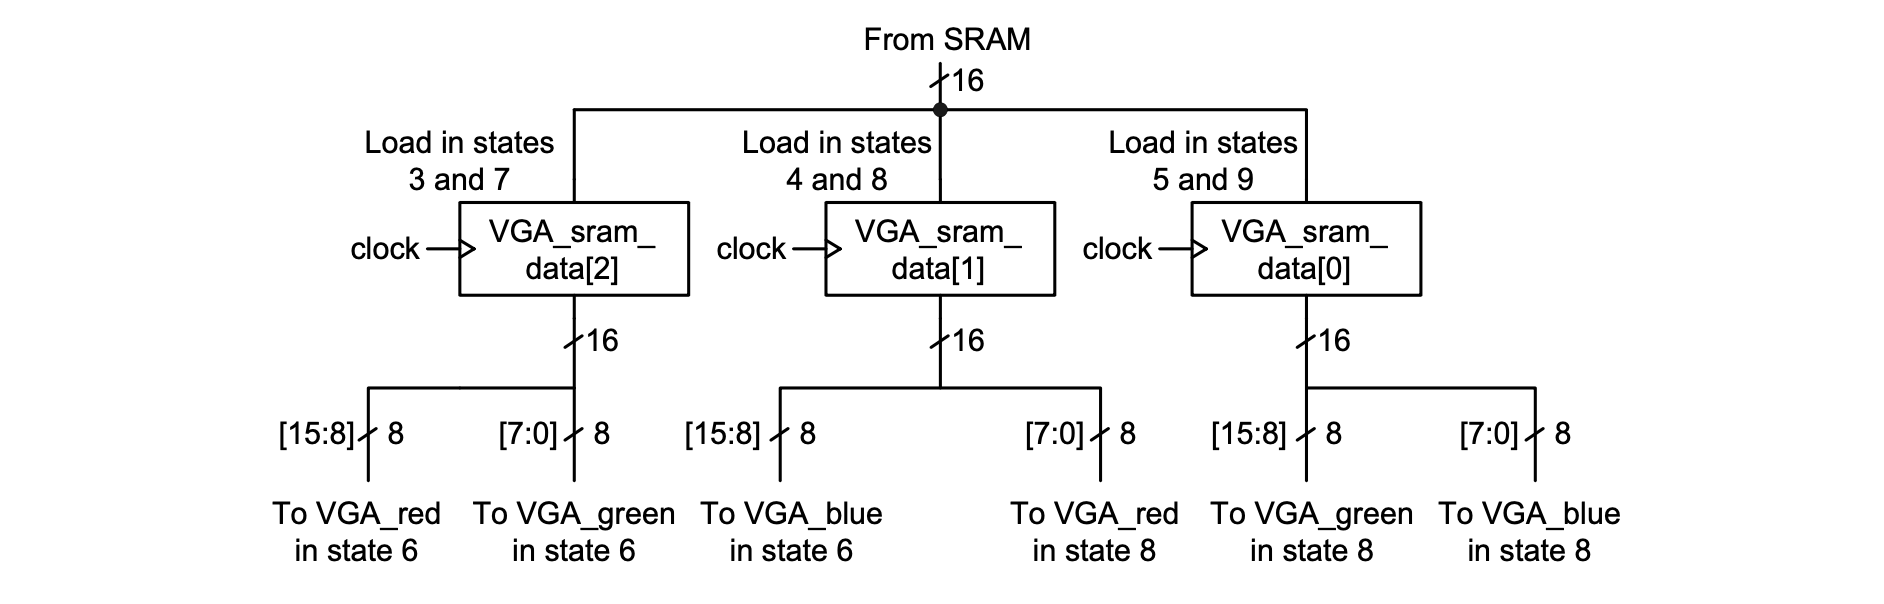 From SRAM
16
Load in states
3 and 7
Load in states
4 and 8
Load in states
5 and 9
clock
VGA_sram_
data[2]
clock
VGA_sram_
data[1]
clock
VGA_sram_
data[0]
16
16
16
[15:8] 8
[7:0] 8
[15:8] 8
[7:0] 8
[15:8] 8
[7:0] 8
To VGA_red
in state 6
To VGA_green
in state 6
To VGA_blue
in state 6
To VGA_red
in state 8
To VGA_green
in state 8
To VGA_blue
in state 8